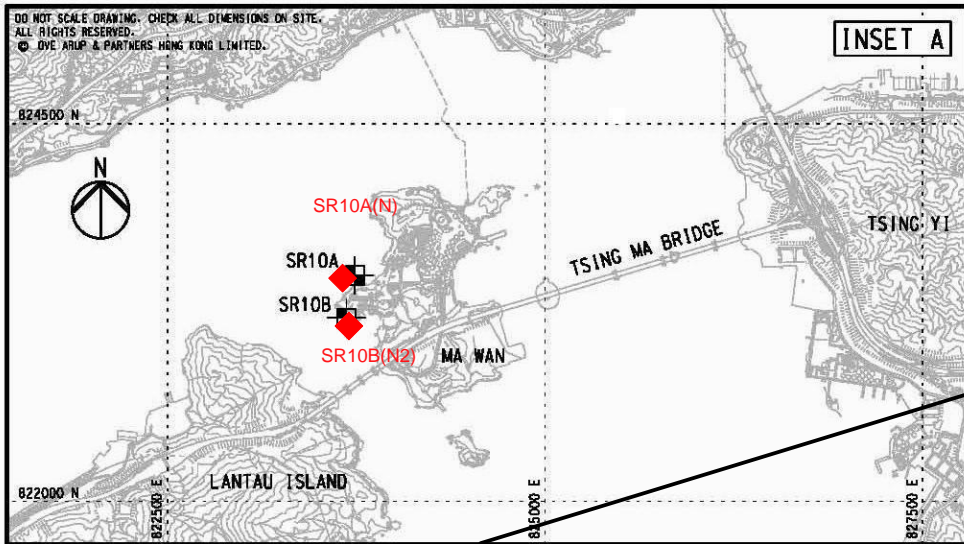 DO NOT SCALE DRAWING. CHECK ALL DIMENSIONS ON SITE.
ALL RIGHTS RESERVED.
© OVE ARUP & PARTNERS HENG KONG LIMITED.
INSET A
824500 N
N
SR10A(N)
TSING YI
TSING MA BRIDGE
SR10A
SR10B
SR10B(N2)
MA WAN
LANTAU ISLAND
822000 N
822500 E
825000 E
827500 E